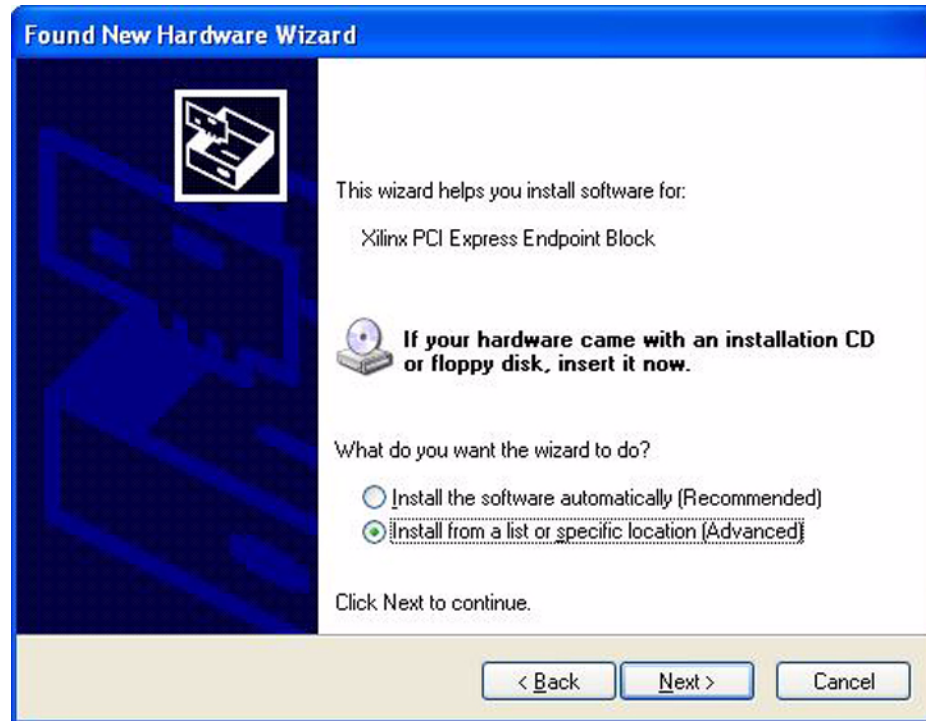 Found New Hardware Wizard
This wizard helps you install software for:
Xilinx PCI Express Endpoint Block
If your hardware came with an installation CD
or floppy disk, insert it now.
What do you want the wizard to do?
Install the software automatically (Recommended)
Install from a list or specific location (Advanced)
Click Next to continue.
< Back
Next >
Cancel